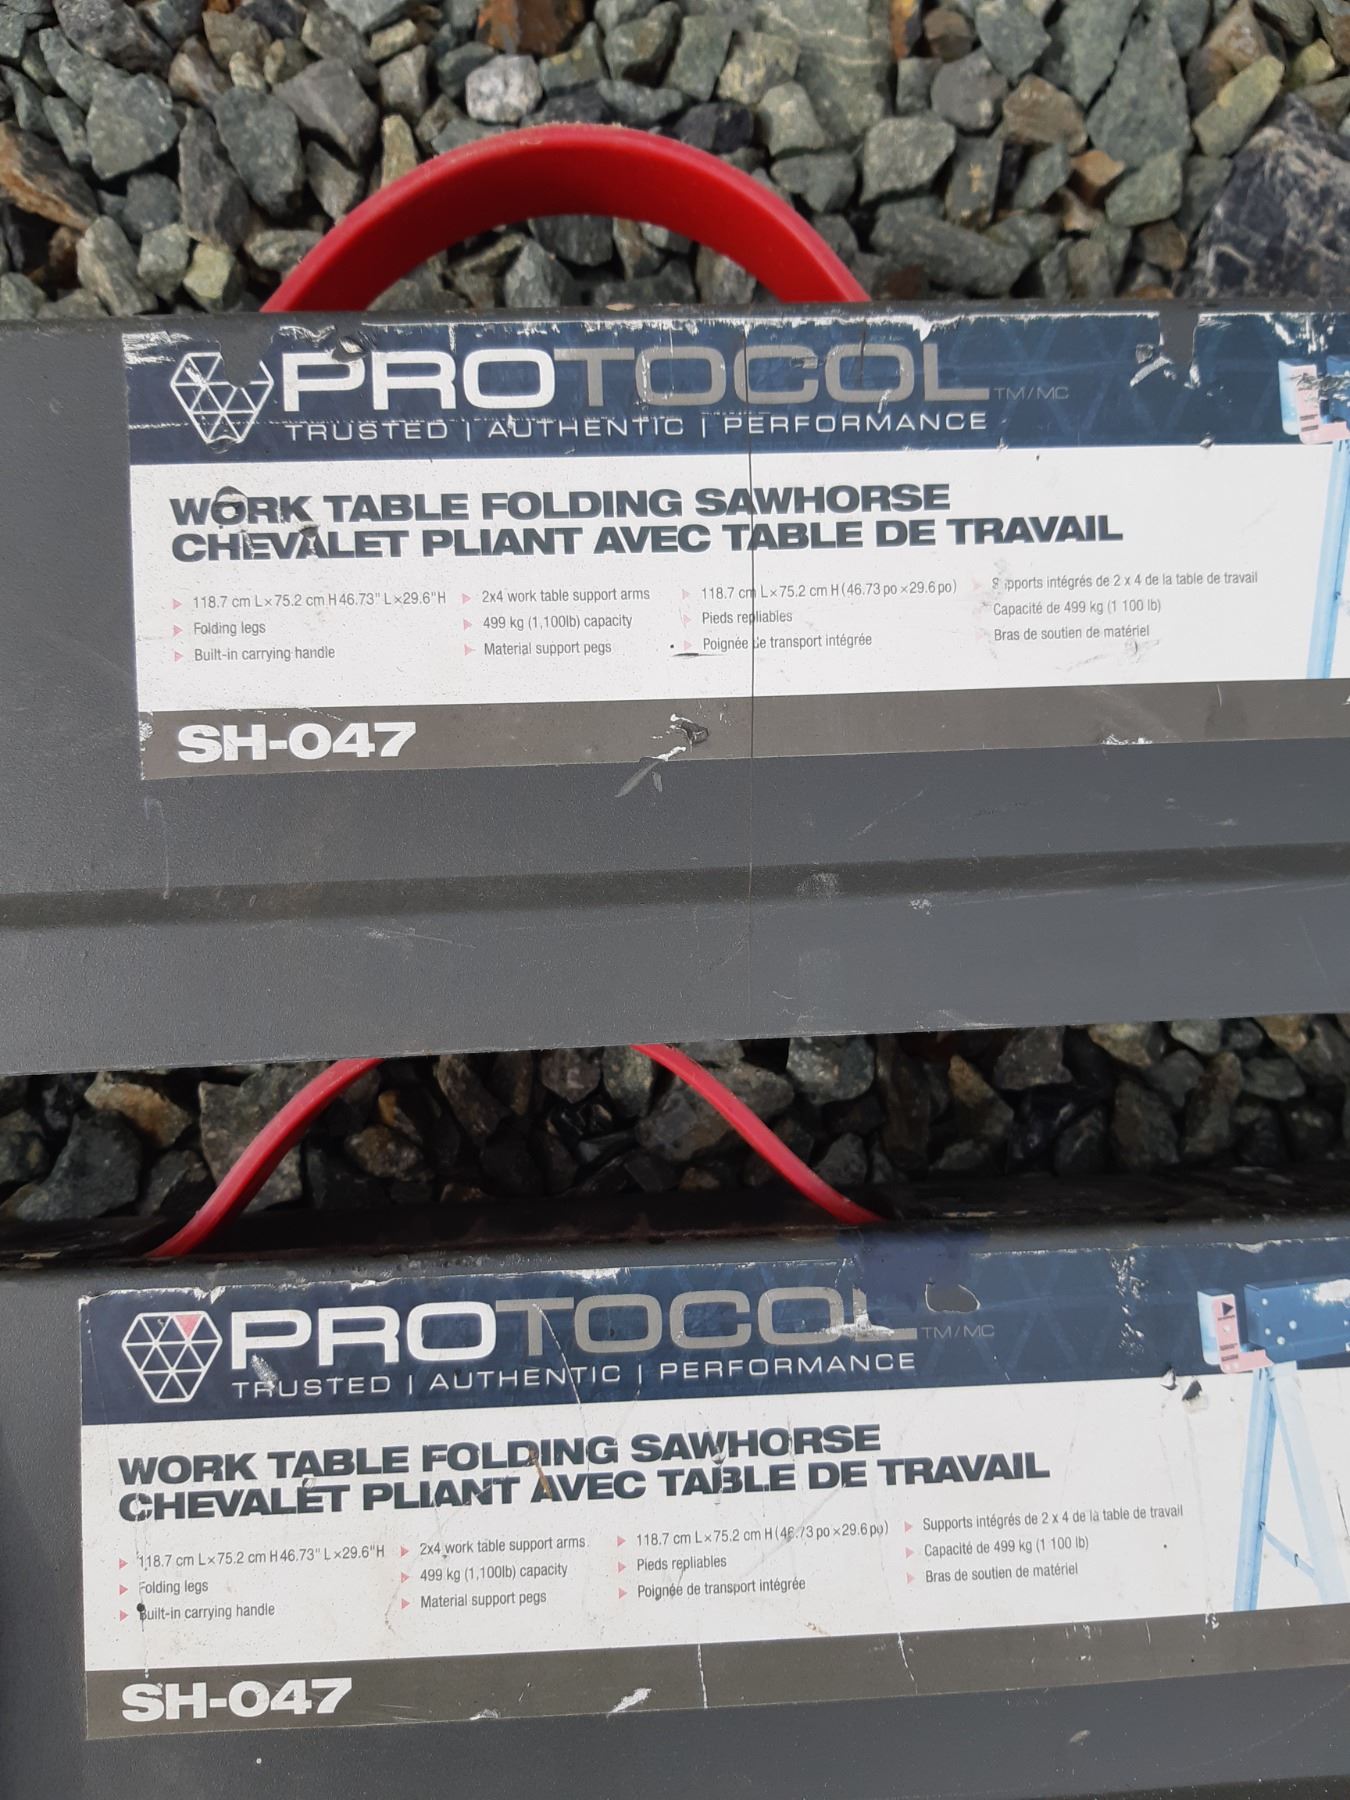 PROTOCOL TM/MC
TRUSTED | AUTHENTIC | PERFORMANCE
WORK TABLE FOLDING SAWHORSE
CHEVALET PLIANT AVEC TABLE DE TRAVAIL
118.7 cm L x 75.2 cm H 46.73" L x 29.6" H
Folding legs
Built-in carrying handle
2x4 work table support arms
499 kg (1,100lb) capacity
Material support pegs
118.7 cm L x 75.2 cm H (46.73 po x 29.6 po)
Pieds repliables
Poignée de transport intégrée
Supports intégrés de 2 x 4 de la table de travail
Capacité de 499 kg (1 100 lb)
Bras de soutien de matériel
SH-047
PROTOCOL TM/MC
TRUSTED | AUTHENTIC | PERFORMANCE
WORK TABLE FOLDING SAWHORSE
CHEVALET PLIANT AVEC TABLE DE TRAVAIL
118.7 cm L x 75.2 cm H 46.73" L x 29.6" H
Folding legs
Built-in carrying handle
2x4 work table support arms
499 kg (1,100lb) capacity
Material support pegs
118.7 cm L x 75.2 cm H (46.73 po x 29.6 po)
Pieds repliables
Poignée de transport intégrée
Supports intégrés de 2 x 4 de la table de travail
Capacité de 499 kg (1 100 lb)
Bras de soutien de matériel
SH-047